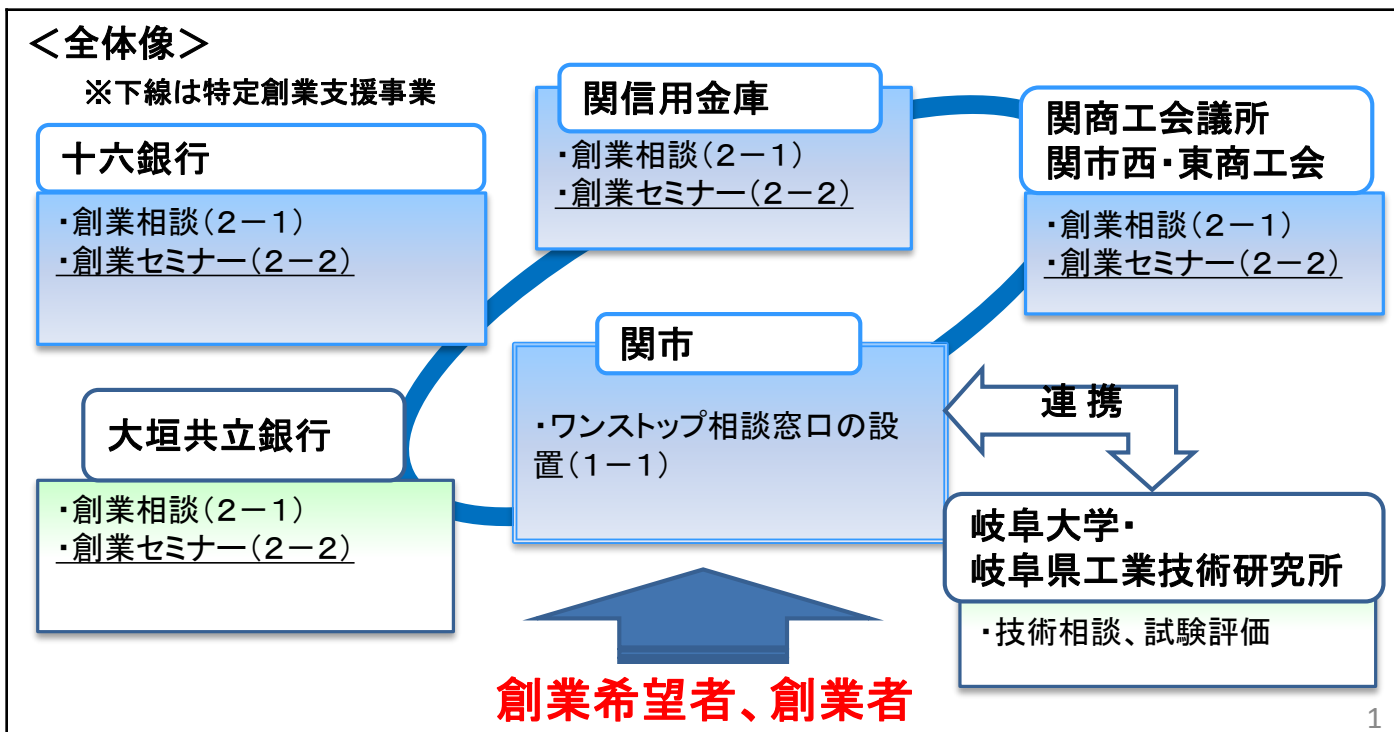 ＜全体像＞
※下線は特定創業支援事業
十六銀行
・創業相談（２－１）
・創業セミナー（２－２）
関信用金庫
・創業相談（２－１）
・創業セミナー（２－２）
関商工会議所
関市西・東商工会
・創業相談（２－１）
・創業セミナー（２－２）
大垣共立銀行
・創業相談（２－１）
・創業セミナー（２－２）
関市
・ワンストップ相談窓口の設
置（１－１）
連 携
岐阜大学・
岐阜県工業技術研究所
・技術相談、試験評価
創業希望者、創業者
1